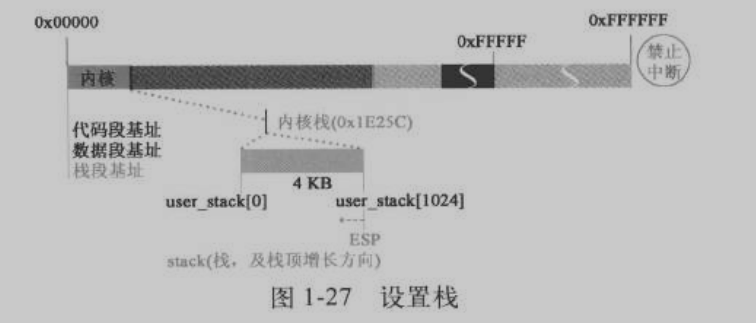 0x00000
0xFFFFFF
0xFFFFF
禁止
中断
内核
代码段基址
数据段基址
栈段基址
内核栈(0x1E25C)
4 KB
user_stack[0]
user_stack[1024]
ESP
stack(栈，及栈顶增长方向)
图 1-27 设置栈